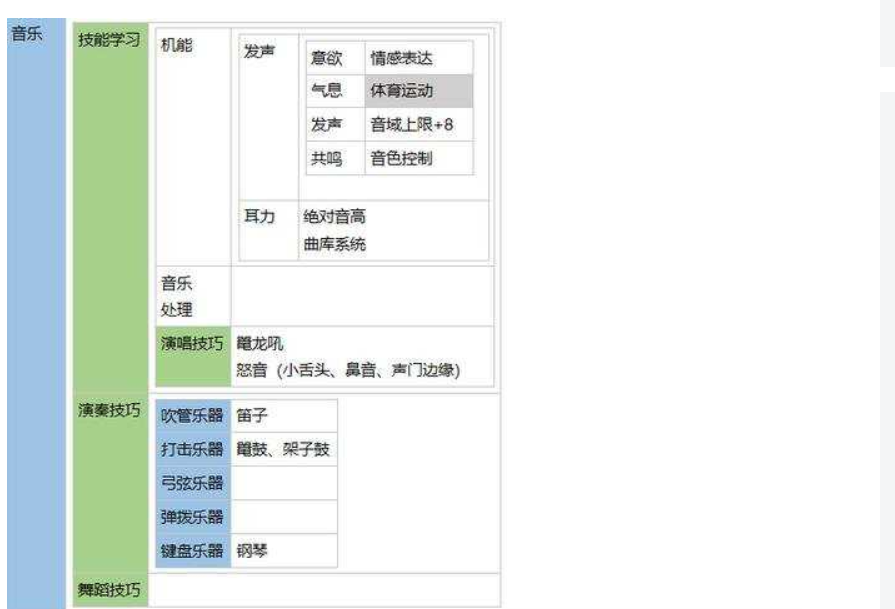 音乐
技能学习
机能
发声
意欲 情感表达
气息 体育运动
发声 音域上限+8
共鸣 音色控制
耳力 绝对音高
曲库系统
音乐
处理
演唱技巧 鼍龙吼
怒音（小舌头、鼻音、声门边缘)
演奏技巧
吹管乐器 笛子
打击乐器 鼍鼓、架子鼓
弓弦乐器
弹拨乐器
键盘乐器 钢琴
舞蹈技巧